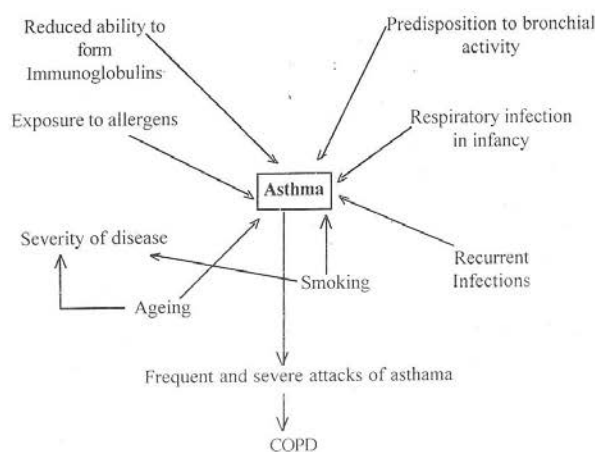 Reduced ability to
form
Immunoglobulins
Predisposition to bronchial
activity
Exposure to allergens
Respiratory infection
in infancy
Asthma
Severity of disease
Recurrent
Infections
Smoking
Ageing
Frequent and severe attacks of asthama
COPD